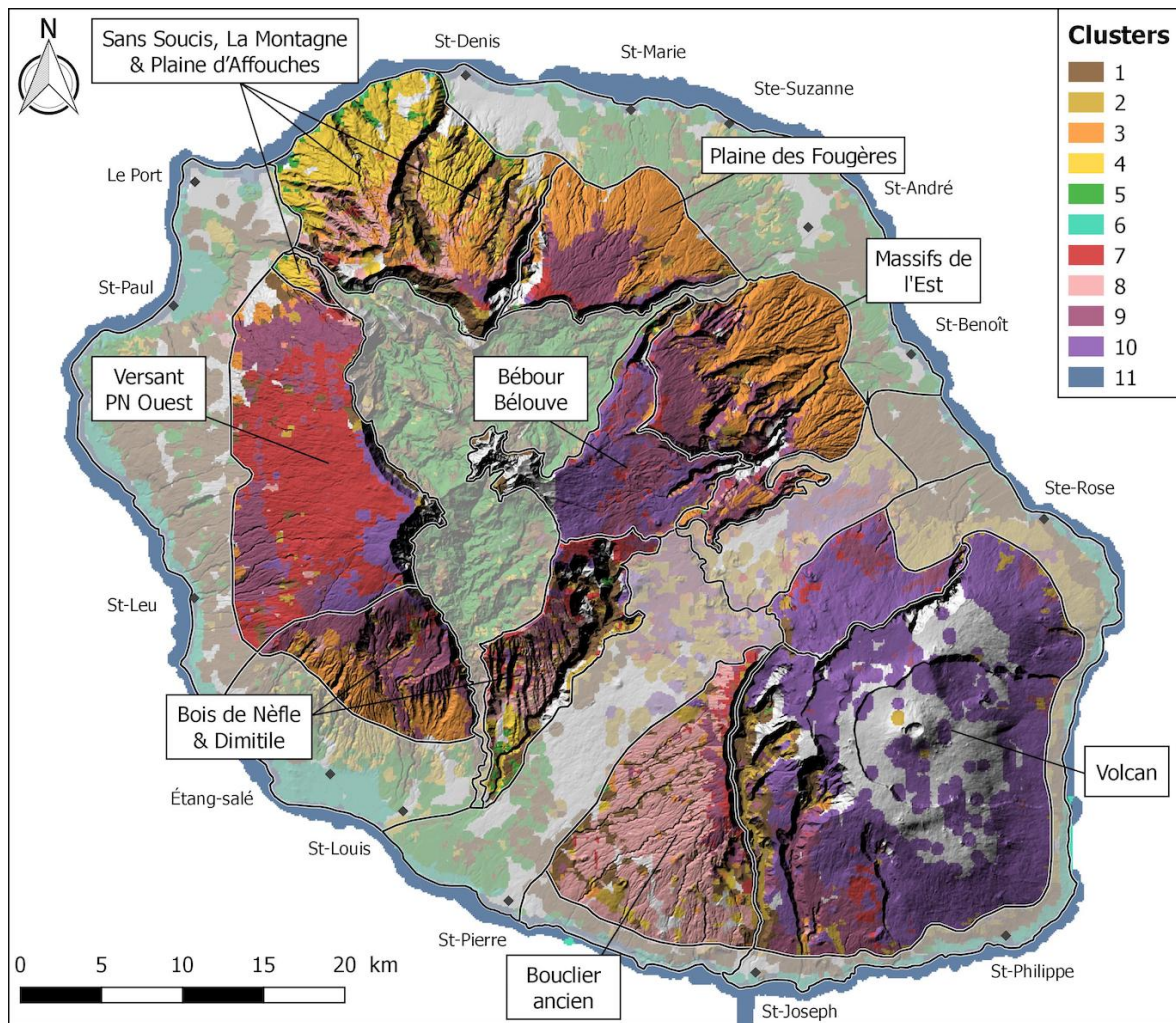 N
Sans Soucis, La Montagne
& Plaine d'Affouches
St-Denis
St-Marie
Ste-Suzanne
Clusters
1
2
3
4
5
6
7
8
9
10
11
Le Port
Plaine des Fougères
St-André
Massifs de
l'Est
St-Paul
St-Benoît
Versant
PN Ouest
Bébour
Bélouve
Ste-Rose
St-Leu
Bois de Nèfle
& Dimitile
Volcan
Étang-salé
St-Louis
St-Pierre
St-Philippe
Bouclier
ancien
St-Joseph
0 5 10 15 20 km